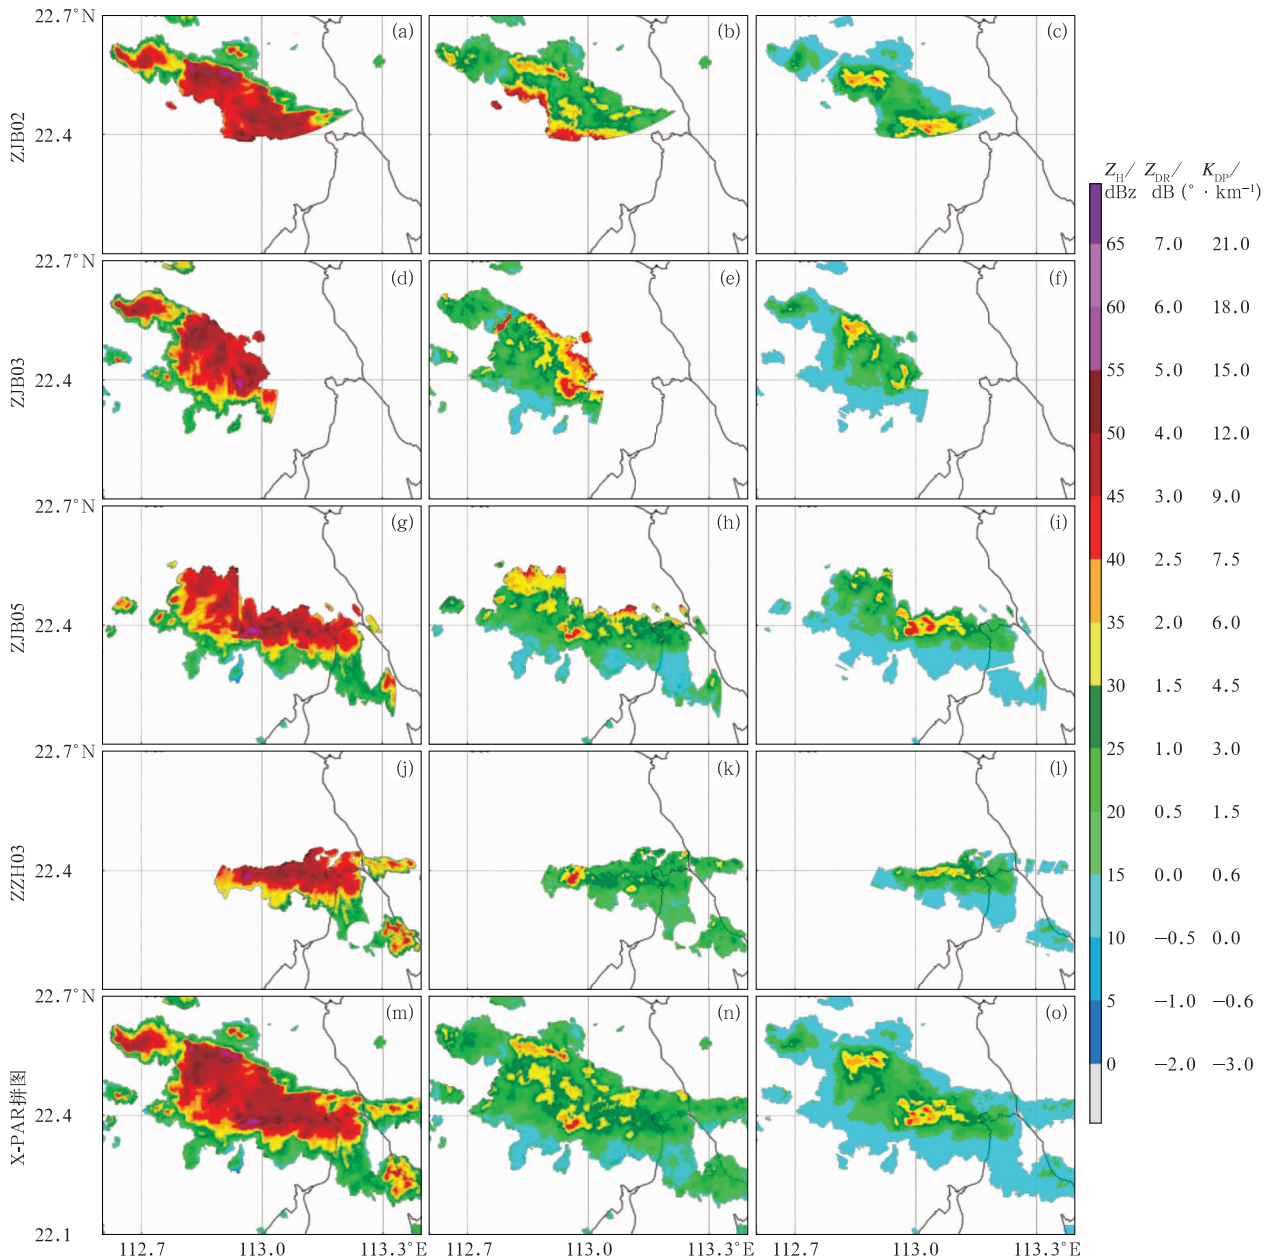 22.7°N
(a) (b) (c)
ZJB02
22.4
Z_H/ Z_DR/ K_DP/
dBz dB (° · km⁻¹)
65 7.0 21.0
60 6.0 18.0
55 5.0 15.0
50 4.0 12.0
45 3.0 9.0
40 2.5 7.5
35 2.0 6.0
30 1.5 4.5
25 1.0 3.0
20 0.5 1.5
15 0.0 0.6
10 −0.5 0.0
5 −1.0 −0.6
0 −2.0 −3.0
22.7°N
(d) (e) (f)
ZJB03
22.4
22.7°N
(g) (h) (i)
ZJB05
22.4
22.7°N
(j) (k) (l)
ZZH03
22.4
22.7°N
(m) (n) (o)
X-PAR拼图
22.4
22.1
112.7 113.0 113.3°E 112.7 113.0 113.3°E 112.7 113.0 113.3°E